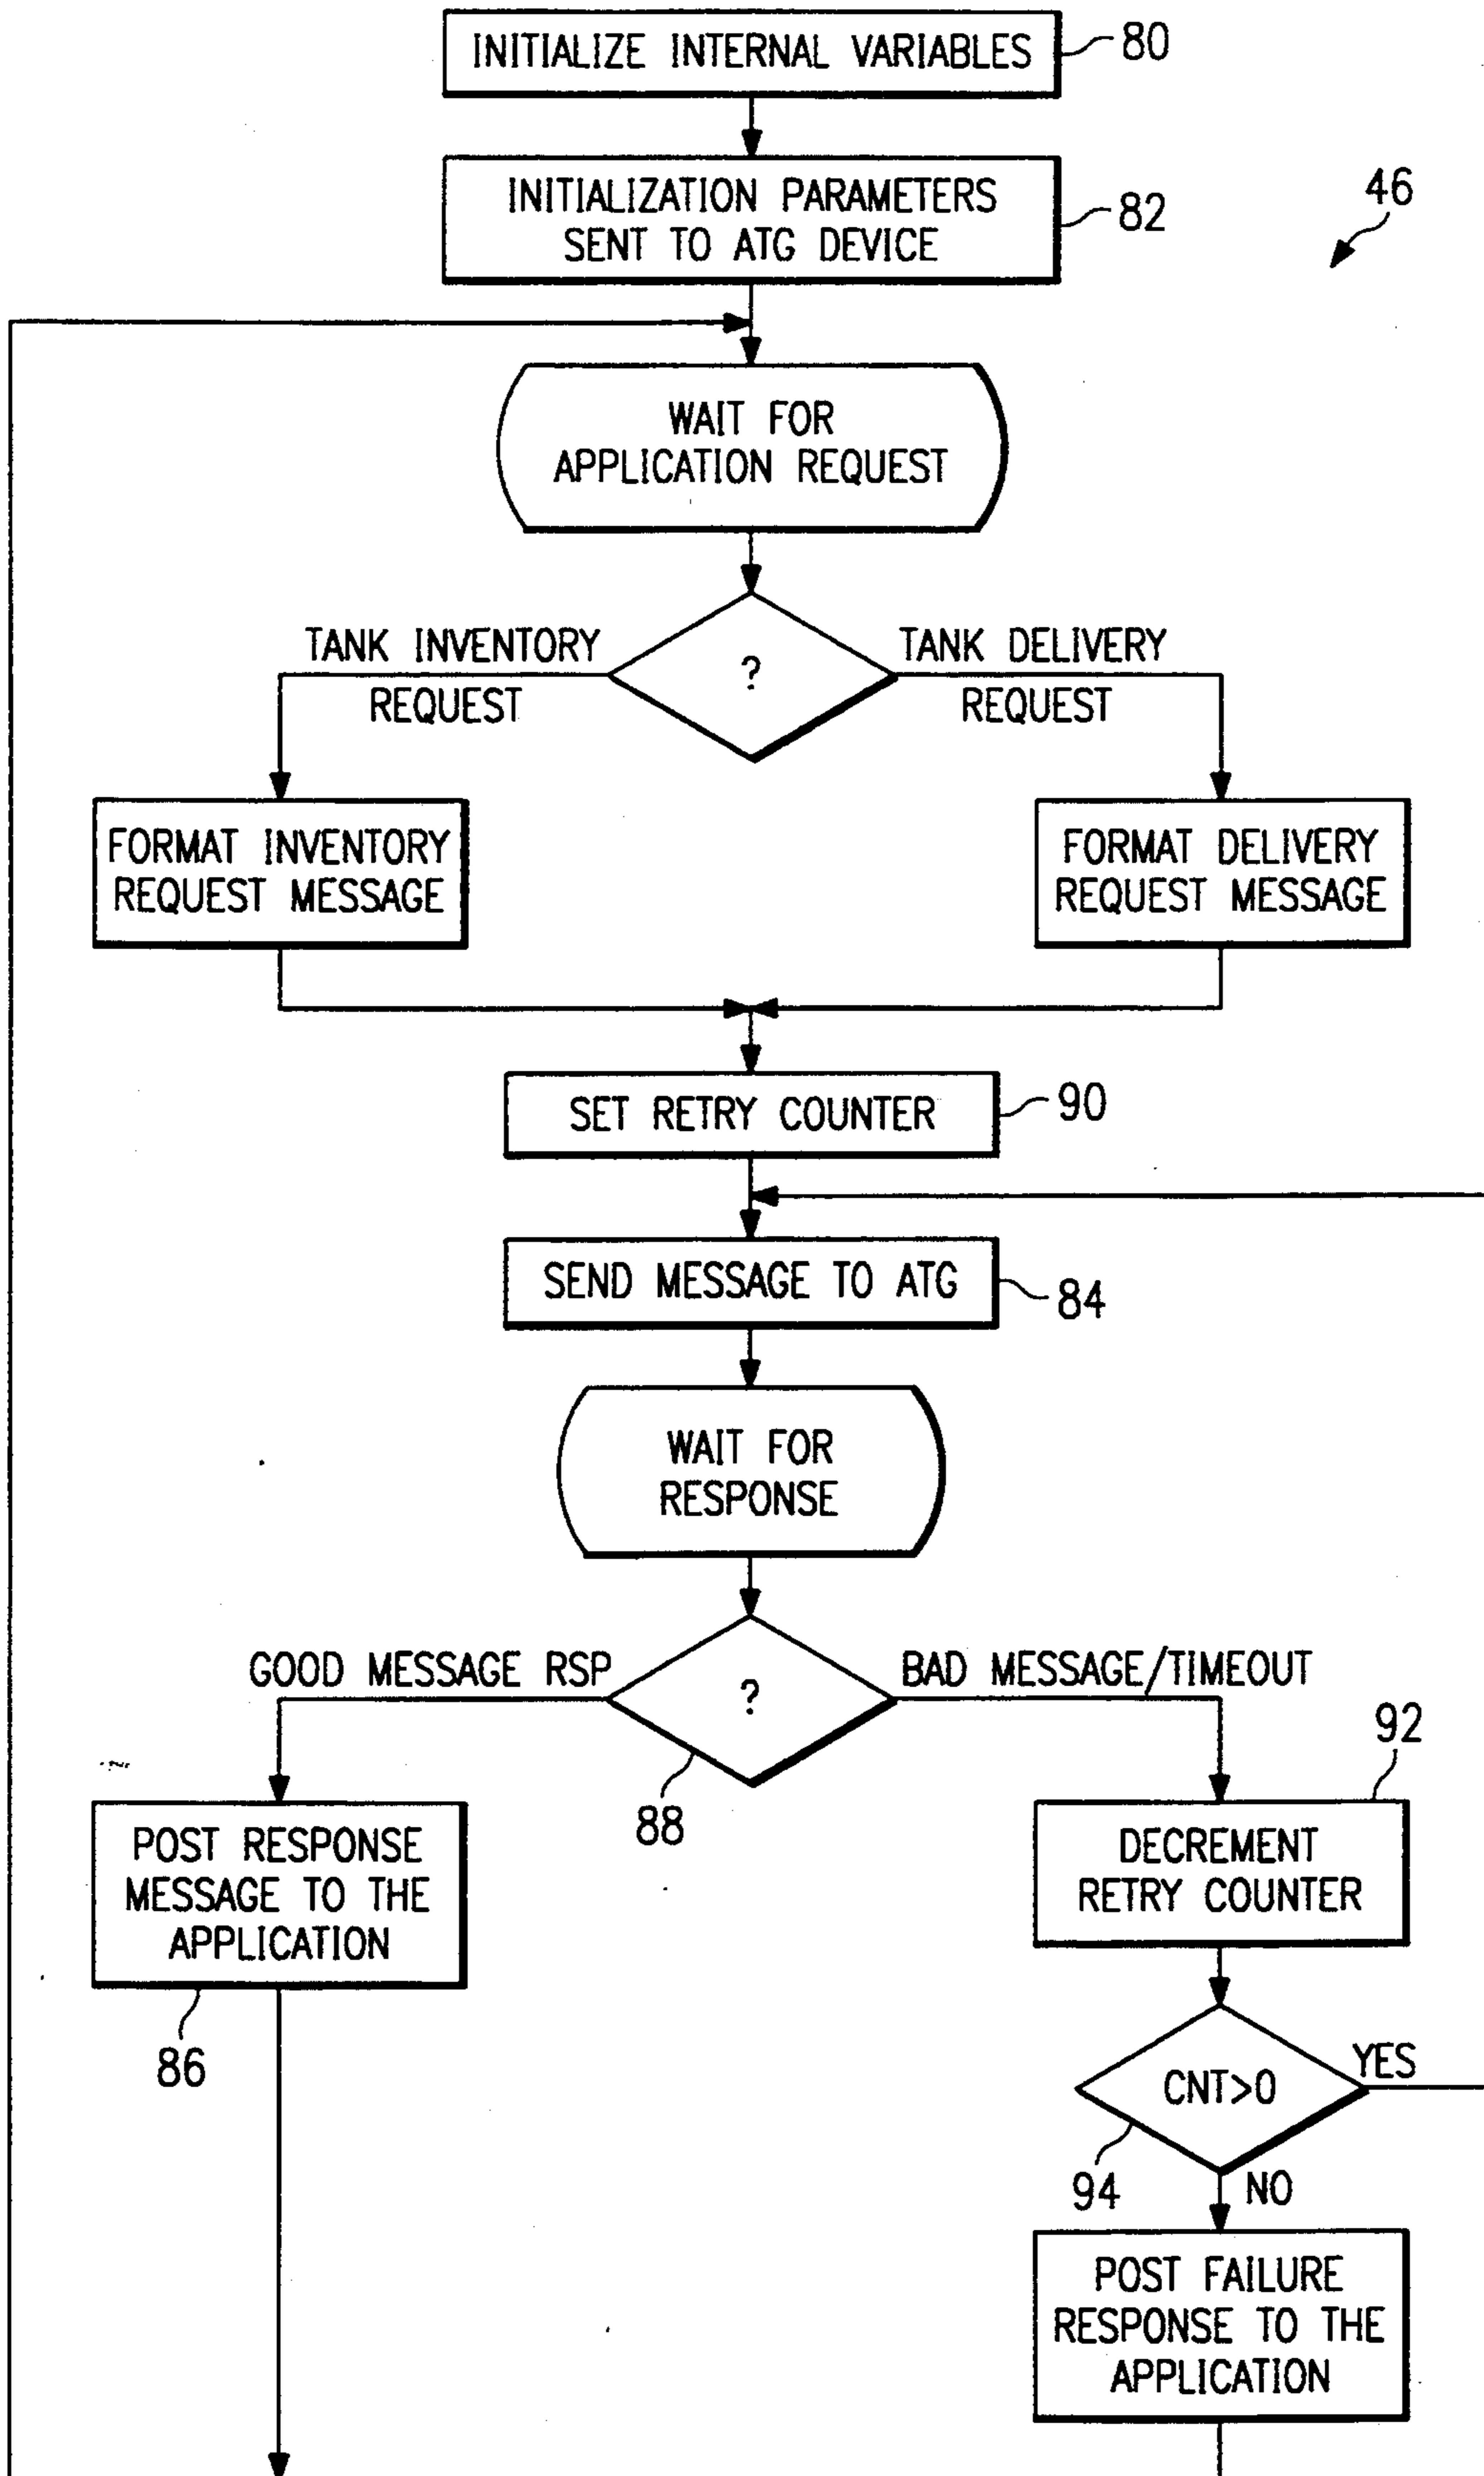 INITIALIZE INTERNAL VARIABLES
80
INITIALIZATION PARAMETERS
SENT TO ATG DEVICE
82
46
WAIT FOR
APPLICATION REQUEST
TANK INVENTORY
REQUEST
?
TANK DELIVERY
REQUEST
FORMAT INVENTORY
REQUEST MESSAGE
FORMAT DELIVERY
REQUEST MESSAGE
SET RETRY COUNTER
90
SEND MESSAGE TO ATG
84
WAIT FOR
RESPONSE
GOOD MESSAGE RSP
?
BAD MESSAGE/TIMEOUT
88
92
POST RESPONSE
MESSAGE TO THE
APPLICATION
86
DECREMENT
RETRY COUNTER
CNT>0
YES
94
NO
POST FAILURE
RESPONSE TO THE
APPLICATION